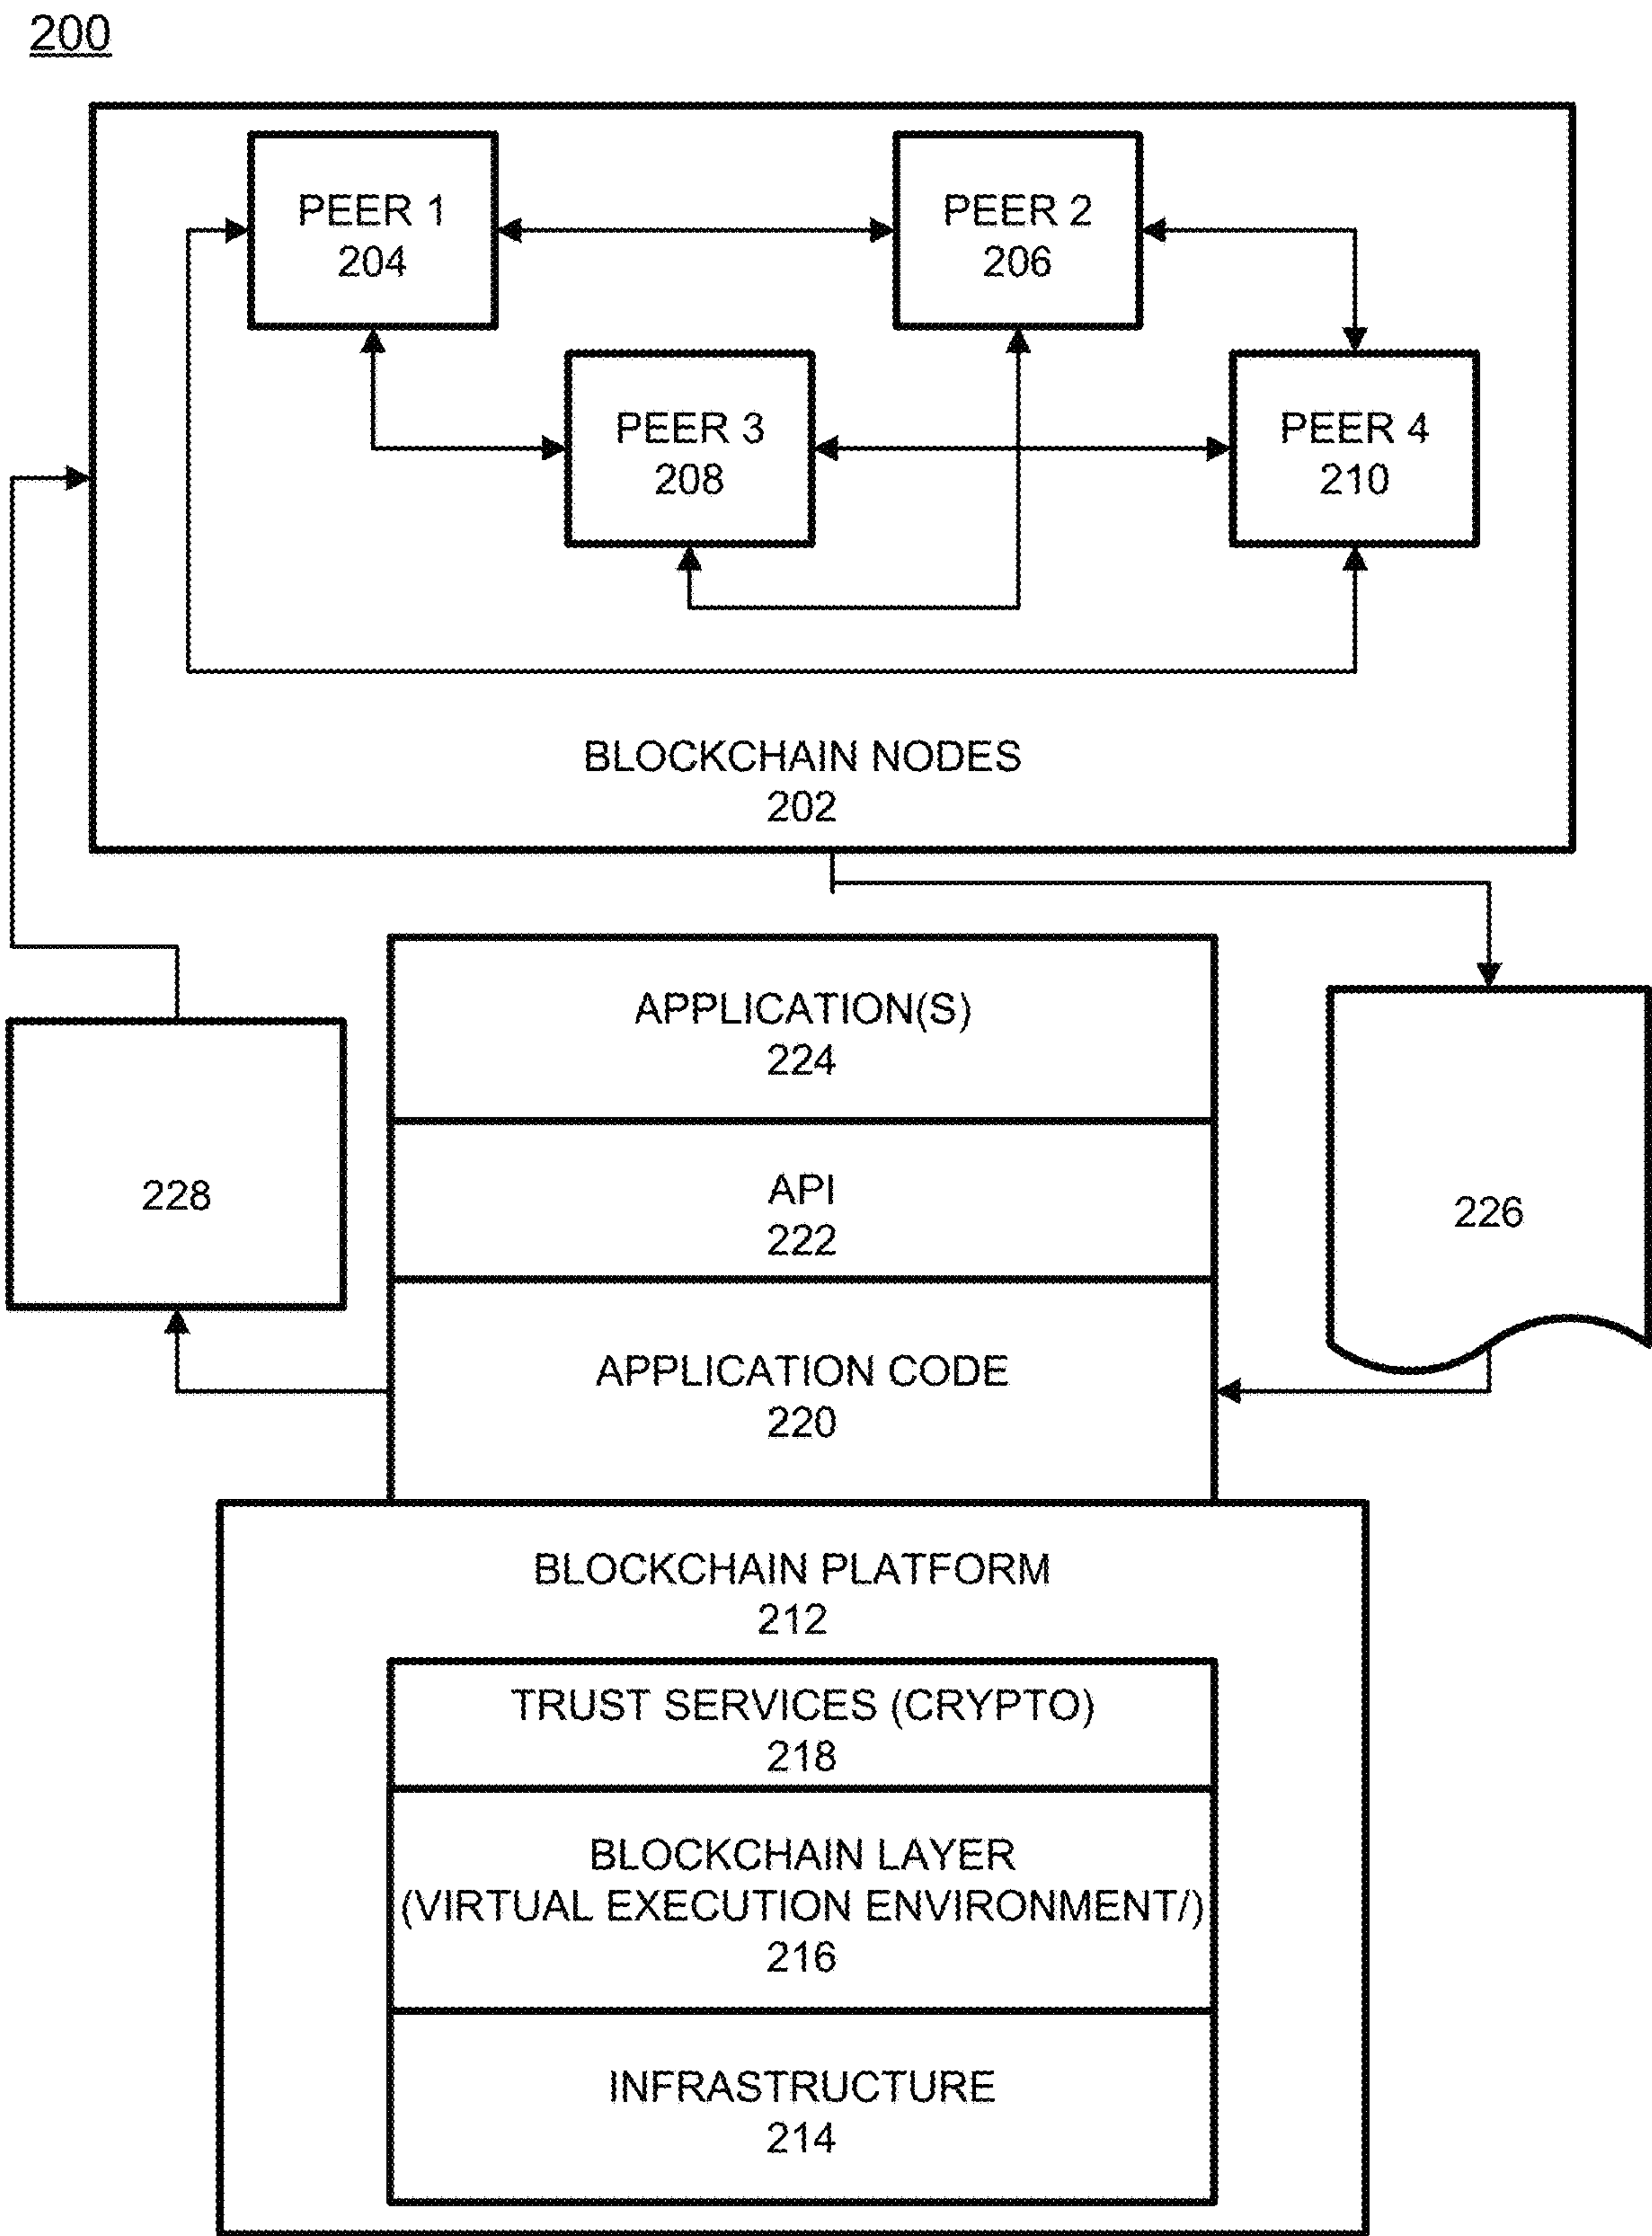 200
PEER 1
204
PEER 2
206
PEER 3
208
PEER 4
210
BLOCKCHAIN NODES
202
APPLICATION(S)
224
API
222
228
226
APPLICATION CODE
220
BLOCKCHAIN PLATFORM
212
TRUST SERVICES (CRYPTO)
218
BLOCKCHAIN LAYER
(VIRTUAL EXECUTION ENVIRONMENT/)
216
INFRASTRUCTURE
214